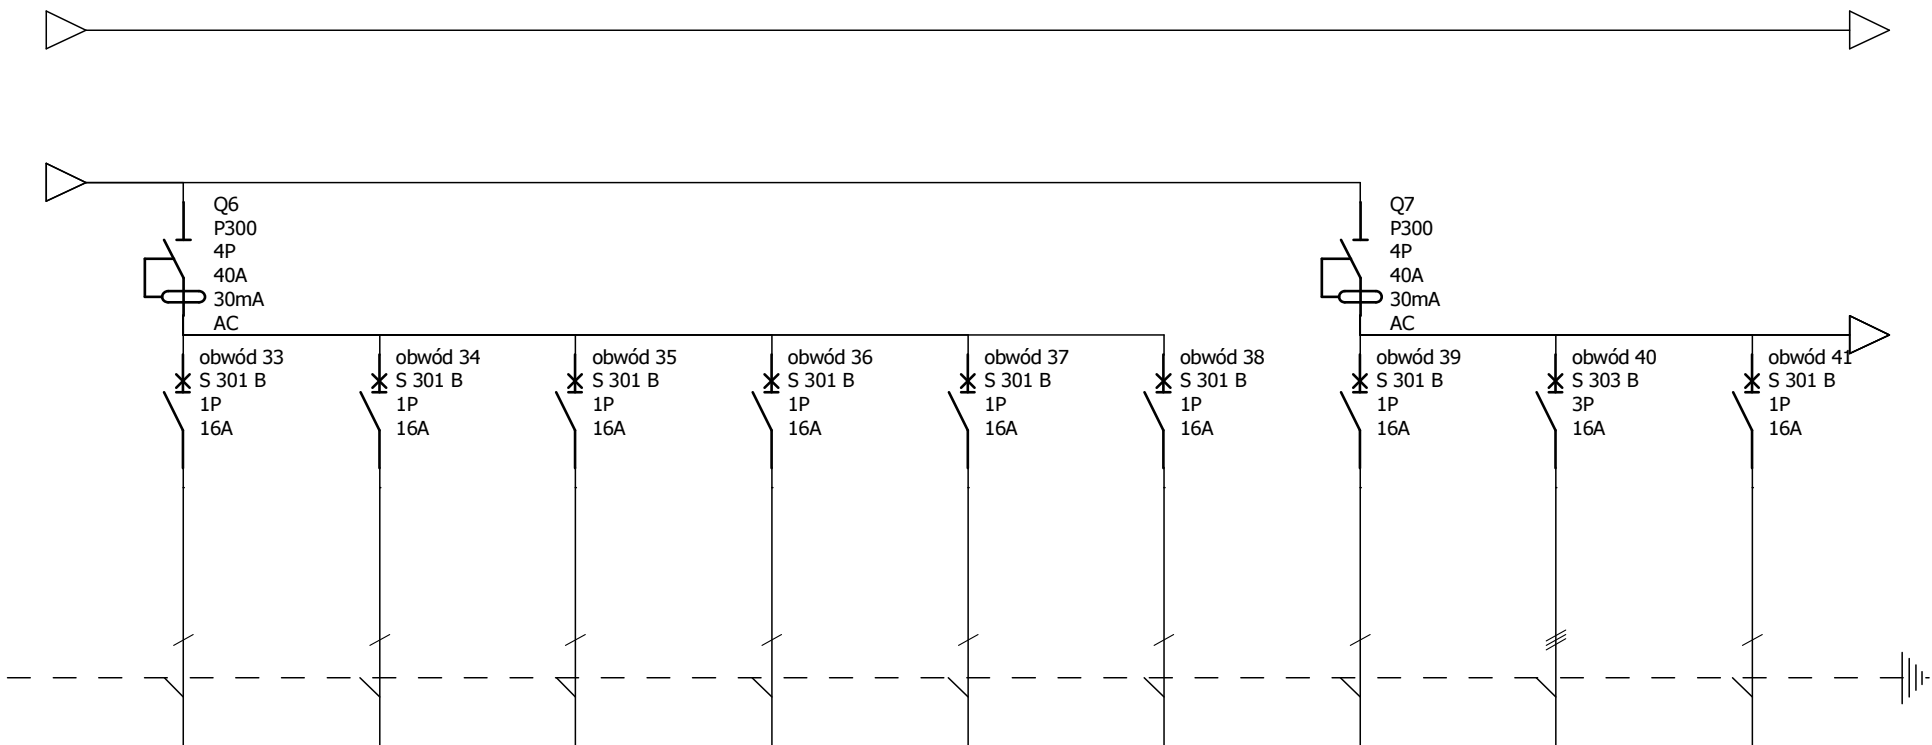 Q6
P300
4P
40A
30mA
AC
Q7
P300
4P
40A
30mA
AC
obwód 33
S 301 B
1P
16A
obwód 34
S 301 B
1P
16A
obwód 35
S 301 B
1P
16A
obwód 36
S 301 B
1P
16A
obwód 37
S 301 B
1P
16A
obwód 38
S 301 B
1P
16A
obwód 39
S 301 B
1P
16A
obwód 40
S 303 B
3P
16A
obwód 41
S 301 B
1P
16A